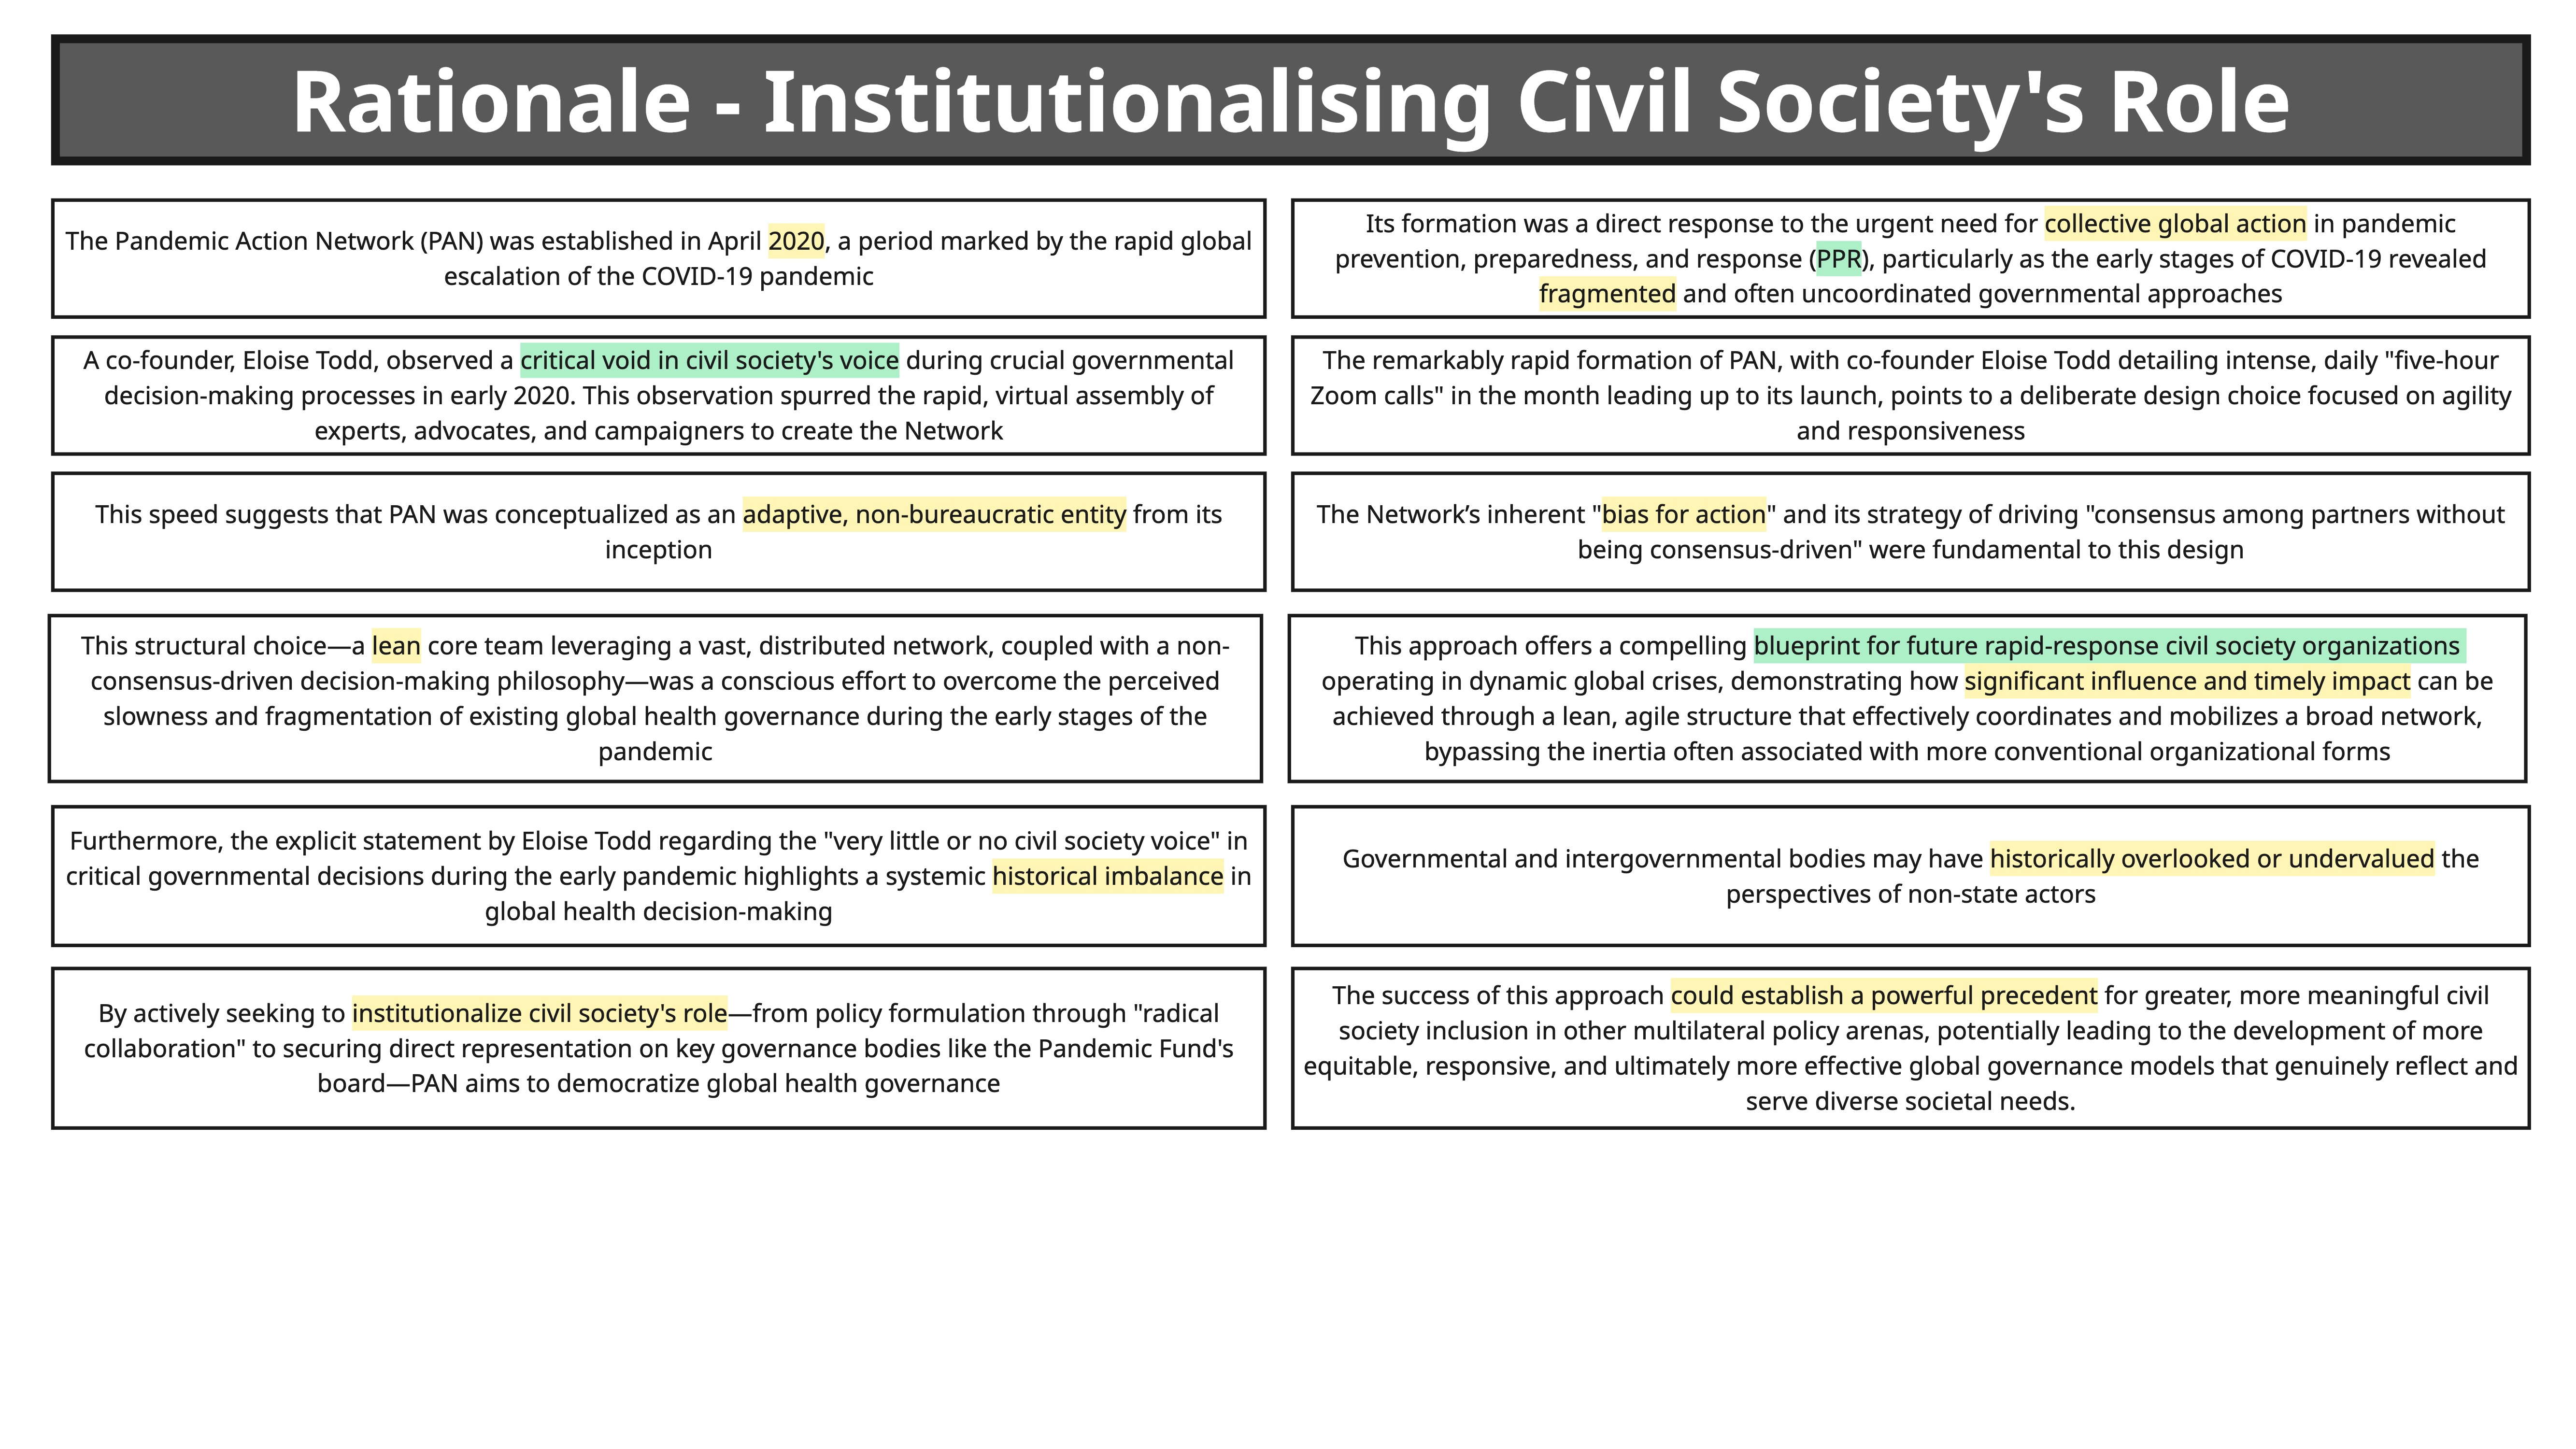 Rationale - Institutionalising Civil Society's Role
The Pandemic Action Network (PAN) was established in April 2020, a period marked by the rapid global
escalation of the COVID-19 pandemic
Its formation was a direct response to the urgent need for collective global action in pandemic
prevention, preparedness, and response (PPR), particularly as the early stages of COVID-19 revealed
fragmented and often uncoordinated governmental approaches
A co-founder, Eloise Todd, observed a critical void in civil society's voice during crucial governmental
decision-making processes in early 2020. This observation spurred the rapid, virtual assembly of
experts, advocates, and campaigners to create the Network
The remarkably rapid formation of PAN, with co-founder Eloise Todd detailing intense, daily "five-hour
Zoom calls" in the month leading up to its launch, points to a deliberate design choice focused on agility
and responsiveness
This speed suggests that PAN was conceptualized as an adaptive, non-bureaucratic entity from its
inception
The Network’s inherent "bias for action" and its strategy of driving "consensus among partners without
being consensus-driven" were fundamental to this design
This structural choice—a lean core team leveraging a vast, distributed network, coupled with a non-
consensus-driven decision-making philosophy—was a conscious effort to overcome the perceived
slowness and fragmentation of existing global health governance during the early stages of the
pandemic
This approach offers a compelling blueprint for future rapid-response civil society organizations
operating in dynamic global crises, demonstrating how significant influence and timely impact can be
achieved through a lean, agile structure that effectively coordinates and mobilizes a broad network,
bypassing the inertia often associated with more conventional organizational forms
Furthermore, the explicit statement by Eloise Todd regarding the "very little or no civil society voice" in
critical governmental decisions during the early pandemic highlights a systemic historical imbalance in
global health decision-making
Governmental and intergovernmental bodies may have historically overlooked or undervalued the
perspectives of non-state actors
By actively seeking to institutionalize civil society's role—from policy formulation through "radical
collaboration" to securing direct representation on key governance bodies like the Pandemic Fund's
board—PAN aims to democratize global health governance
The success of this approach could establish a powerful precedent for greater, more meaningful civil
society inclusion in other multilateral policy arenas, potentially leading to the development of more
equitable, responsive, and ultimately more effective global governance models that genuinely reflect and
serve diverse societal needs.